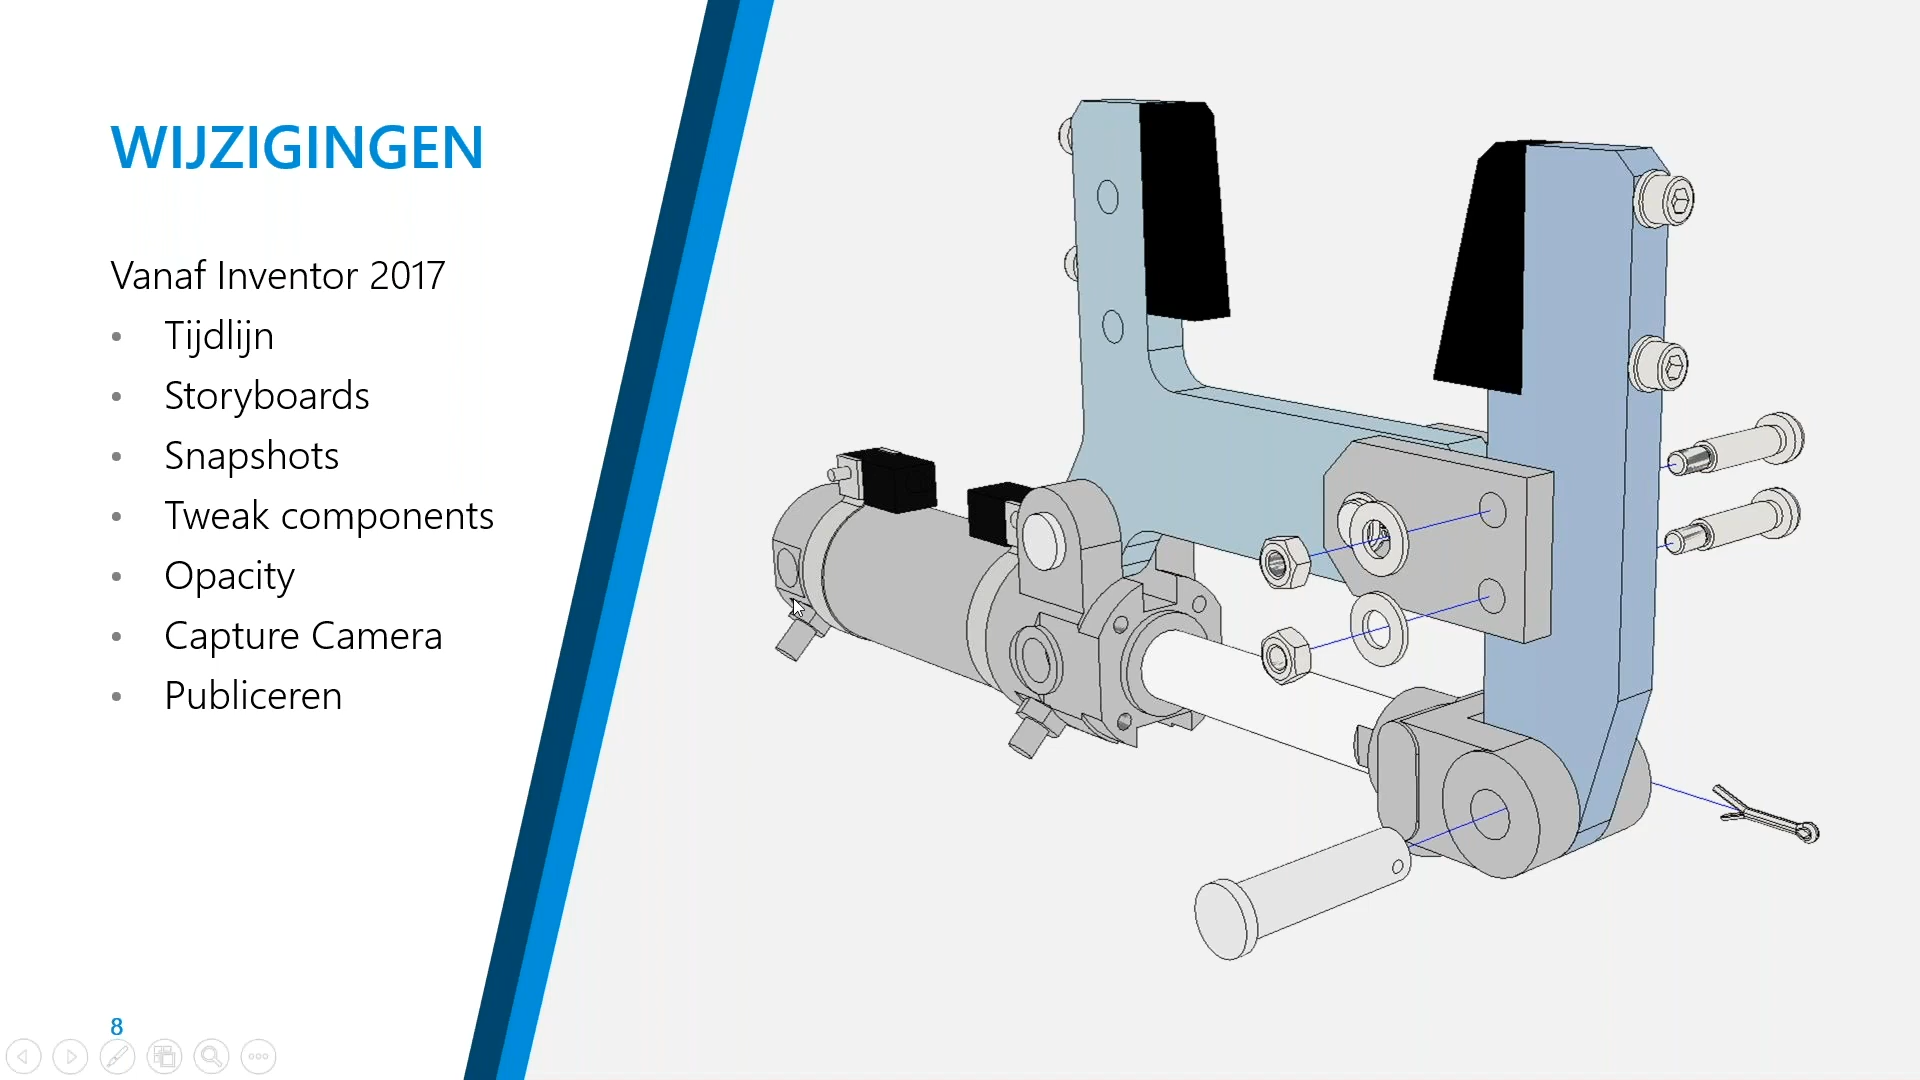 WIJZIGINGEN
Vanaf Inventor 2017
• Tijdlijn
• Storyboards
• Snapshots
• Tweak components
• Opacity
• Capture Camera
• Publiceren
8